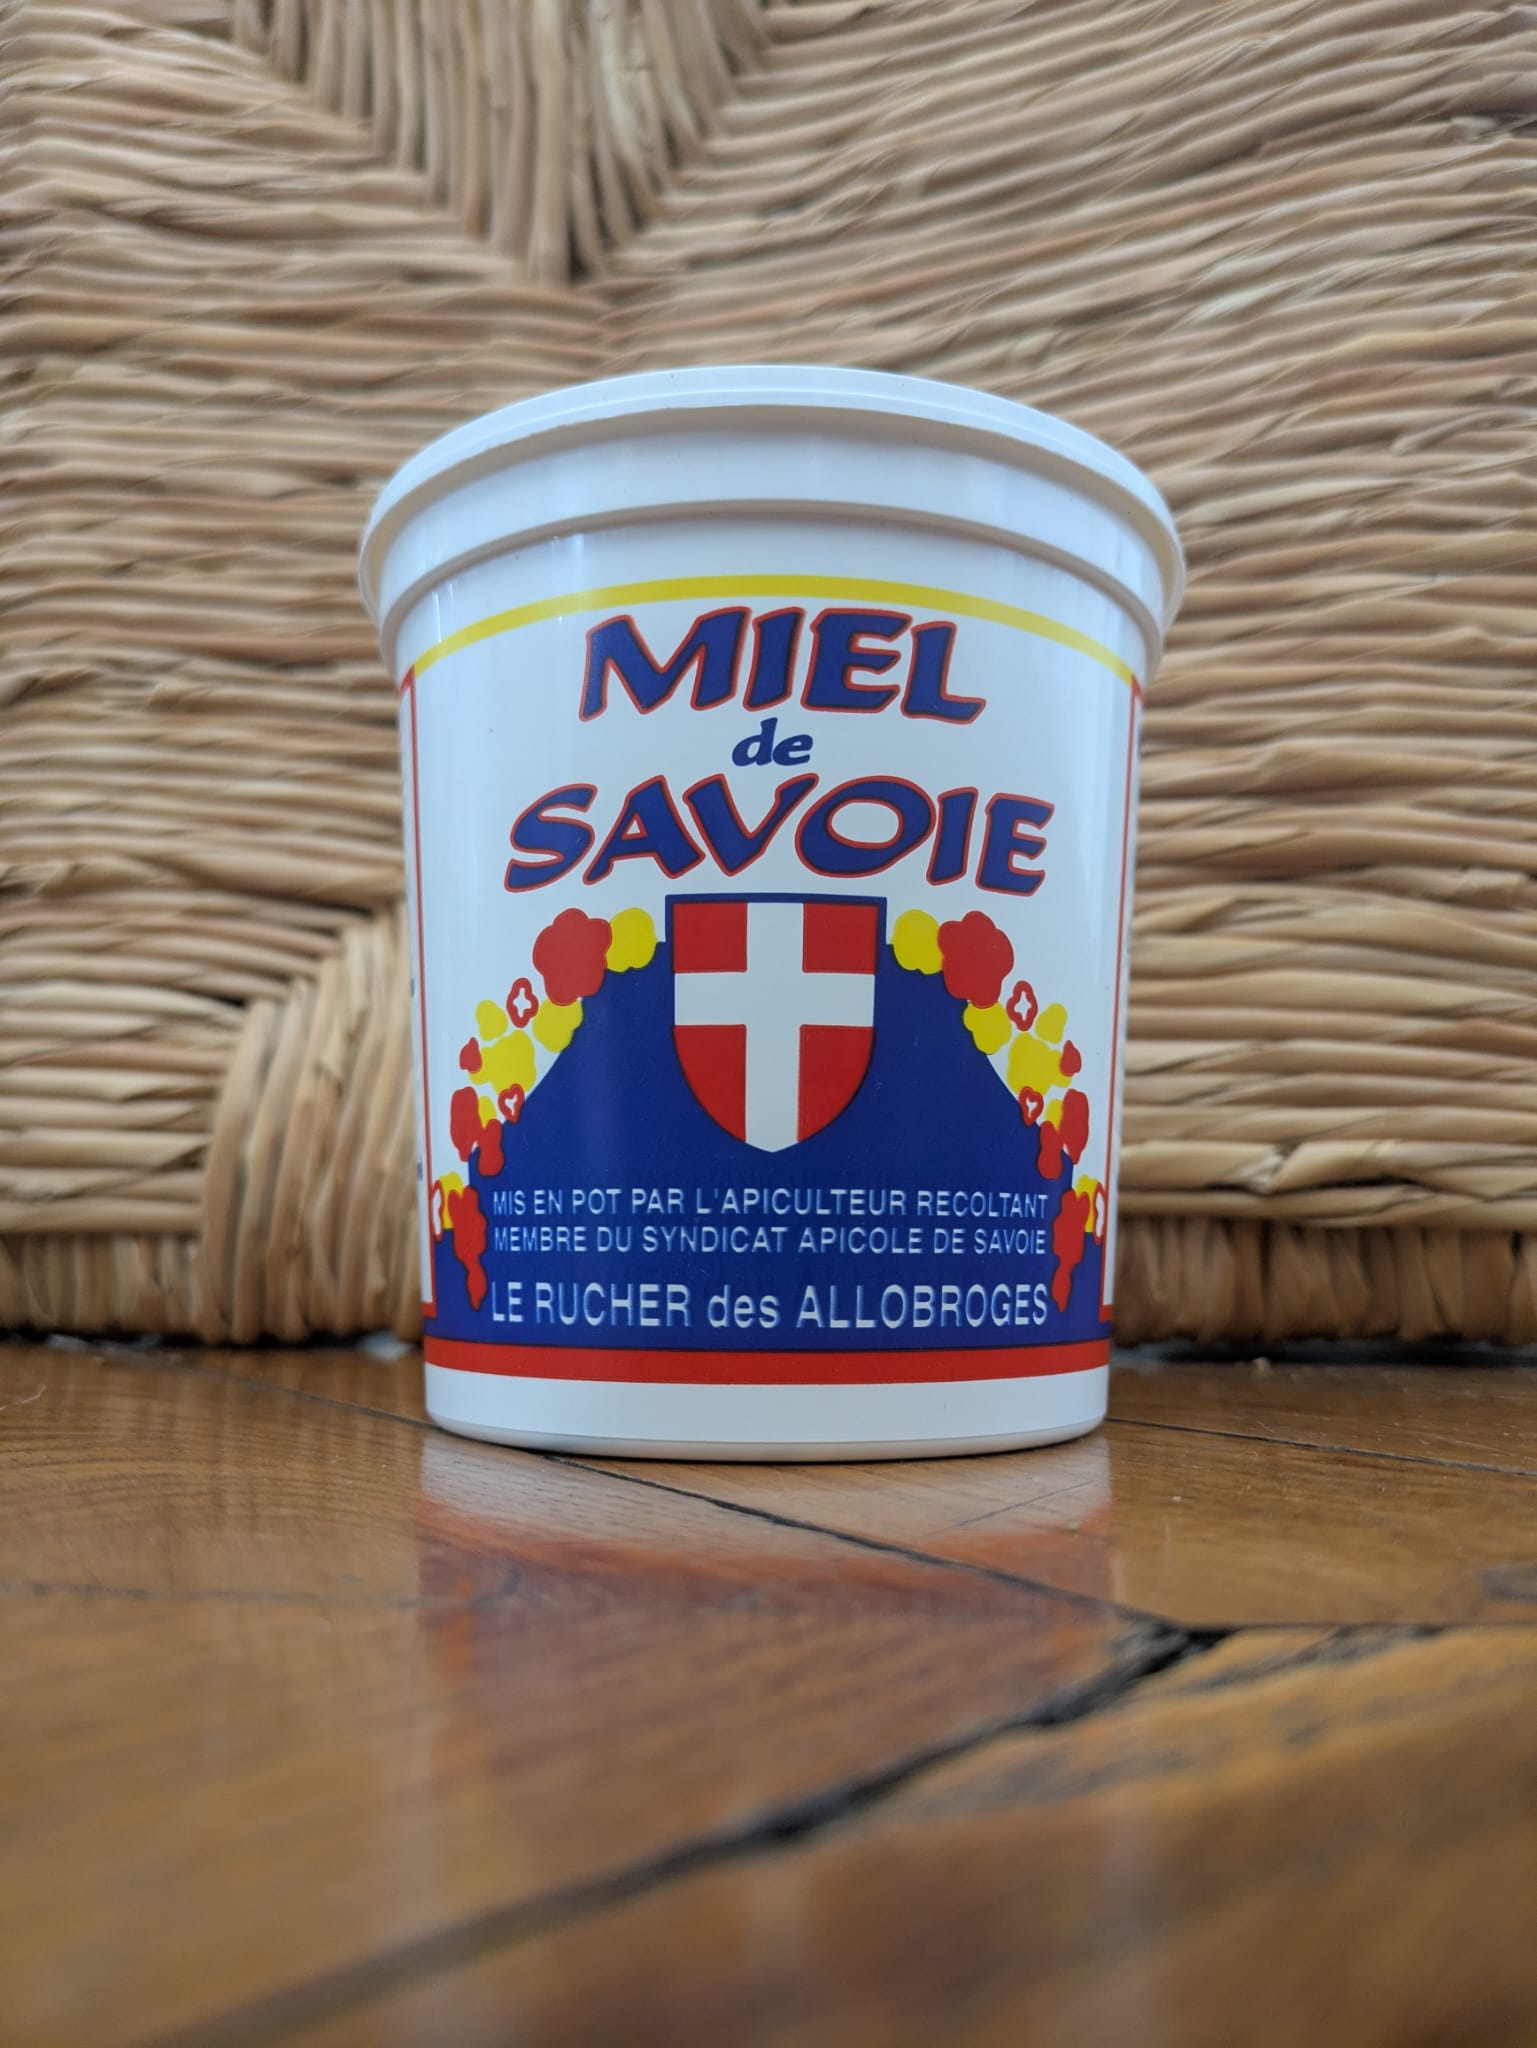 MIEL
de
SAVOIE
MIS EN POT PAR L'APICULTEUR RECOLTANT
MEMBRE DU SYNDICAT APICOLE DE SAVOIE
LE RUCHER des ALLOBROGES